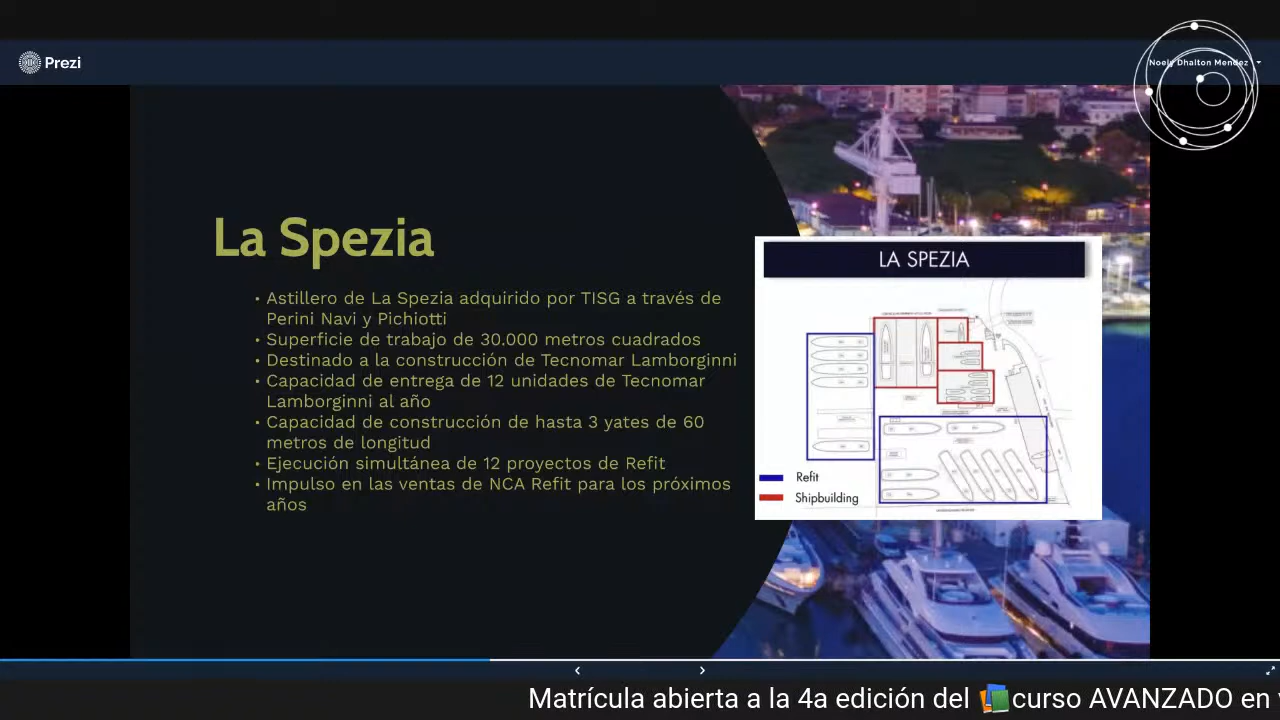 Prezi
Noely Dhalton Mendez
La Spezia
• Astillero de La Spezia adquirido por TISG a través de
Perini Navi y Pichiotti
• Superficie de trabajo de 30.000 metros cuadrados
• Destinado a la construcción de Tecnomar Lamborginni
• Capacidad de entrega de 12 unidades de Tecnomar
Lamborginni al año
• Capacidad de construcción de hasta 3 yates de 60
metros de longitud
• Ejecución simultánea de 12 proyectos de Refit
• Impulso en las ventas de NCA Refit para los próximos
años
LA SPEZIA
Refit
Shipbuilding
Matrícula abierta a la 4a edición del curso AVANZADO en